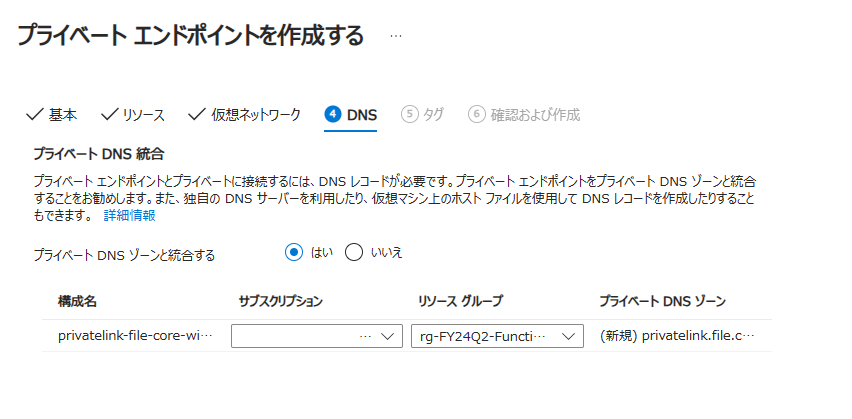 プライベート エンドポイントを作成する ...
基本 リソース 仮想ネットワーク 4 DNS 5 タグ 6 確認および作成
プライベート DNS 統合
プライベート エンドポイントとプライベートに接続するには、DNS レコードが必要です。プライベート エンドポイントをプライベート DNS ゾーンと統合
することをお勧めします。また、独自の DNS サーバーを利用したり、仮想マシン上のホスト ファイルを使用して DNS レコードを作成したりすること
もできます。 詳細情報
プライベート DNS ゾーンと統合する はい いいえ
構成名 サブスクリプション リソース グループ プライベート DNS ゾーン
privatelink-file-core-wi... ... rg-FY24Q2-Functi... (新規) privatelink.file.c...